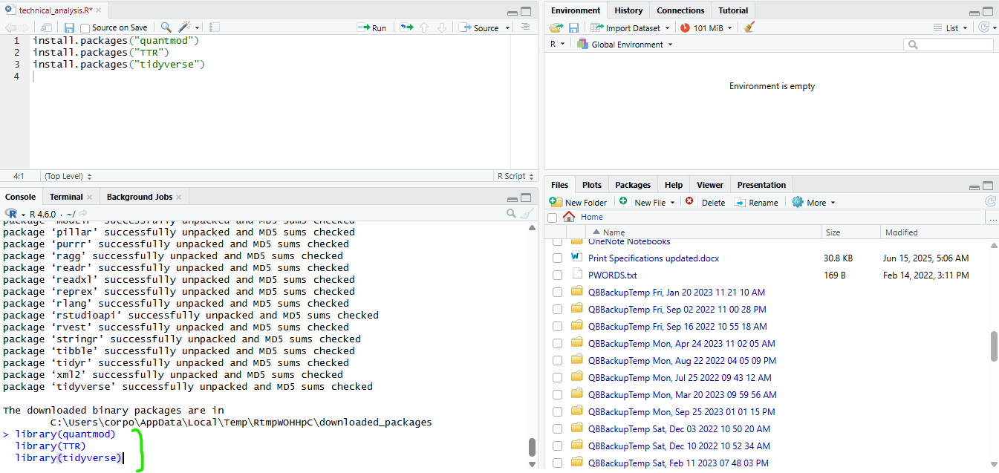 technical_analysis.R*
Source on Save
Run
Source
1 install.packages("quantmod")
2 install.packages("TTR")
3 install.packages("tidyverse")
4
4:1 (Top Level) R Script
Console Terminal Background Jobs
R 4.6.0 · ~/
package ‘pillar’ successfully unpacked and MD5 sums checked
package ‘purrr’ successfully unpacked and MD5 sums checked
package ‘ragg’ successfully unpacked and MD5 sums checked
package ‘readr’ successfully unpacked and MD5 sums checked
package ‘readxl’ successfully unpacked and MD5 sums checked
package ‘reprex’ successfully unpacked and MD5 sums checked
package ‘rlang’ successfully unpacked and MD5 sums checked
package ‘rstudioapi’ successfully unpacked and MD5 sums checked
package ‘rvest’ successfully unpacked and MD5 sums checked
package ‘stringr’ successfully unpacked and MD5 sums checked
package ‘tibble’ successfully unpacked and MD5 sums checked
package ‘tidyr’ successfully unpacked and MD5 sums checked
package ‘xml2’ successfully unpacked and MD5 sums checked
package ‘tidyverse’ successfully unpacked and MD5 sums checked
The downloaded binary packages are in
C:\Users\corpo\AppData\Local\Temp\RtmpWOHHpC\downloaded_packages
> library(quantmod)
library(TTR)
library(tidyverse)
Environment History Connections Tutorial
Import Dataset 101 MiB List
R Global Environment
Environment is empty
Files Plots Packages Help Viewer Presentation
New Folder New File Delete Rename More
Home ...
Name Size Modified
OneNote Notebooks
Print Specifications updated.docx 30.8 KB Jun 15, 2025, 5:06 AM
PWORDS.txt 169 B Feb 14, 2022, 3:11 PM
QBBackupTemp Fri, Jan 20 2023 11 21 10 AM
QBBackupTemp Fri, Sep 02 2022 11 00 28 PM
QBBackupTemp Fri, Sep 16 2022 10 55 18 AM
QBBackupTemp Mon, Apr 24 2023 11 02 05 AM
QBBackupTemp Mon, Aug 22 2022 04 05 09 PM
QBBackupTemp Mon, Jul 25 2022 09 43 12 AM
QBBackupTemp Mon, Mar 20 2023 09 59 56 AM
QBBackupTemp Mon, Sep 25 2023 01 01 15 PM
QBBackupTemp Sat, Dec 03 2022 10 50 20 AM
QBBackupTemp Sat, Dec 10 2022 10 52 34 AM
QBBackupTemp Sat, Feb 11 2023 07 48 03 PM